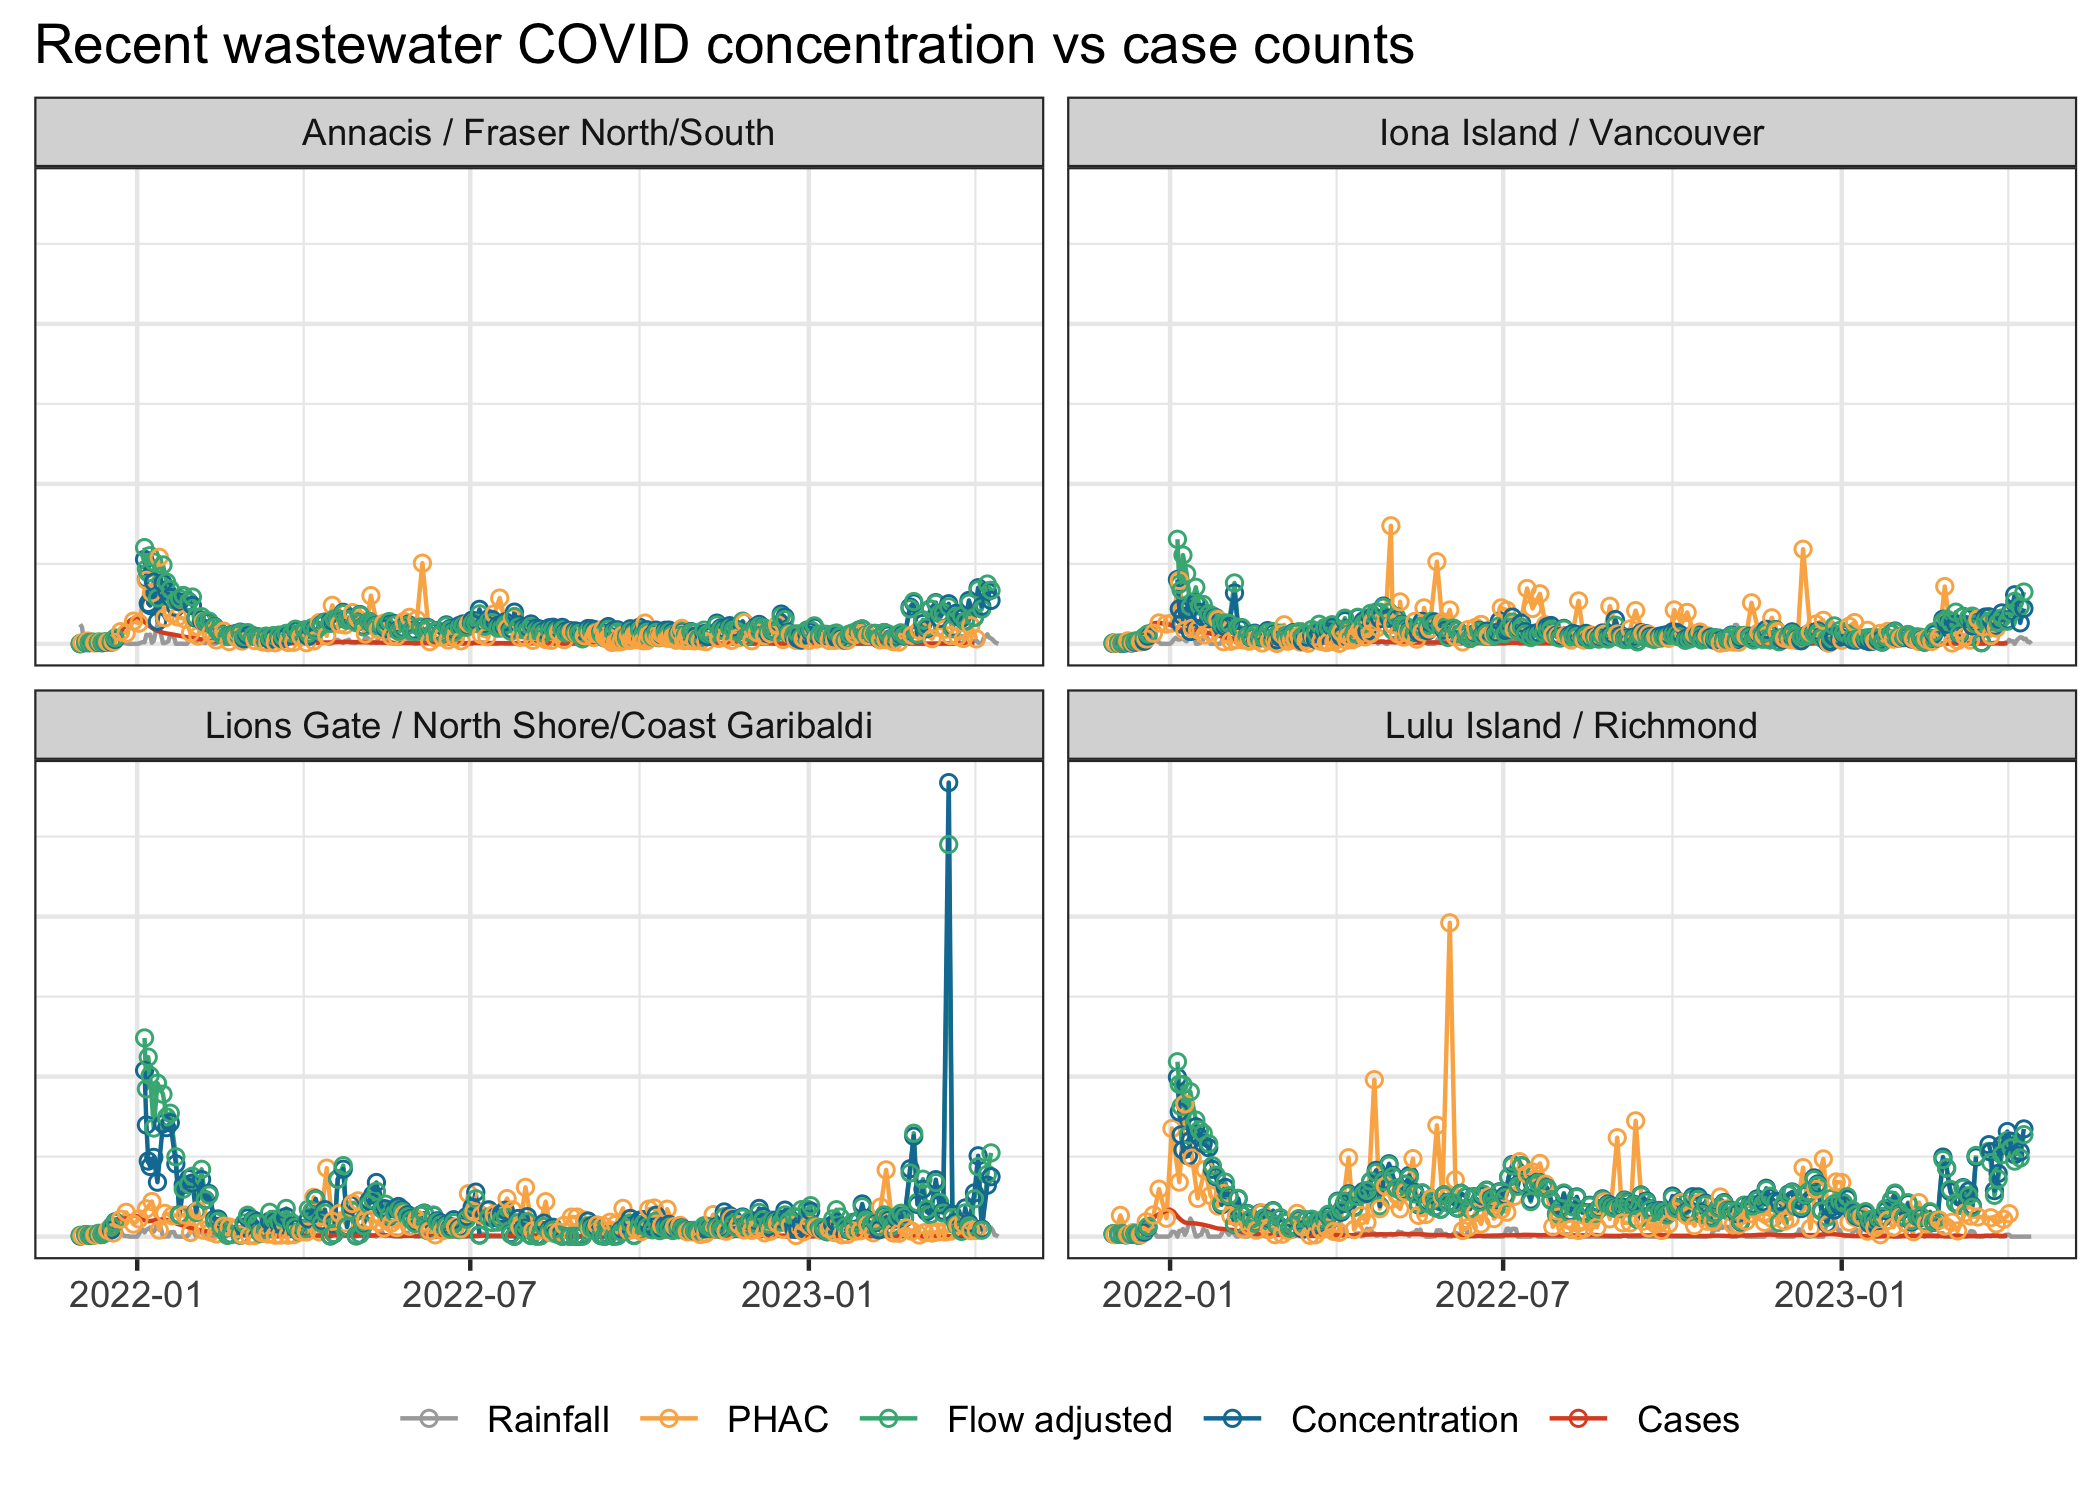 Recent wastewater COVID concentration vs case counts
Annacis / Fraser North/South
Iona Island / Vancouver
Lions Gate / North Shore/Coast Garibaldi
Lulu Island / Richmond
2022-01 2022-07 2023-01 2022-01 2022-07 2023-01
Rainfall PHAC Flow adjusted Concentration Cases